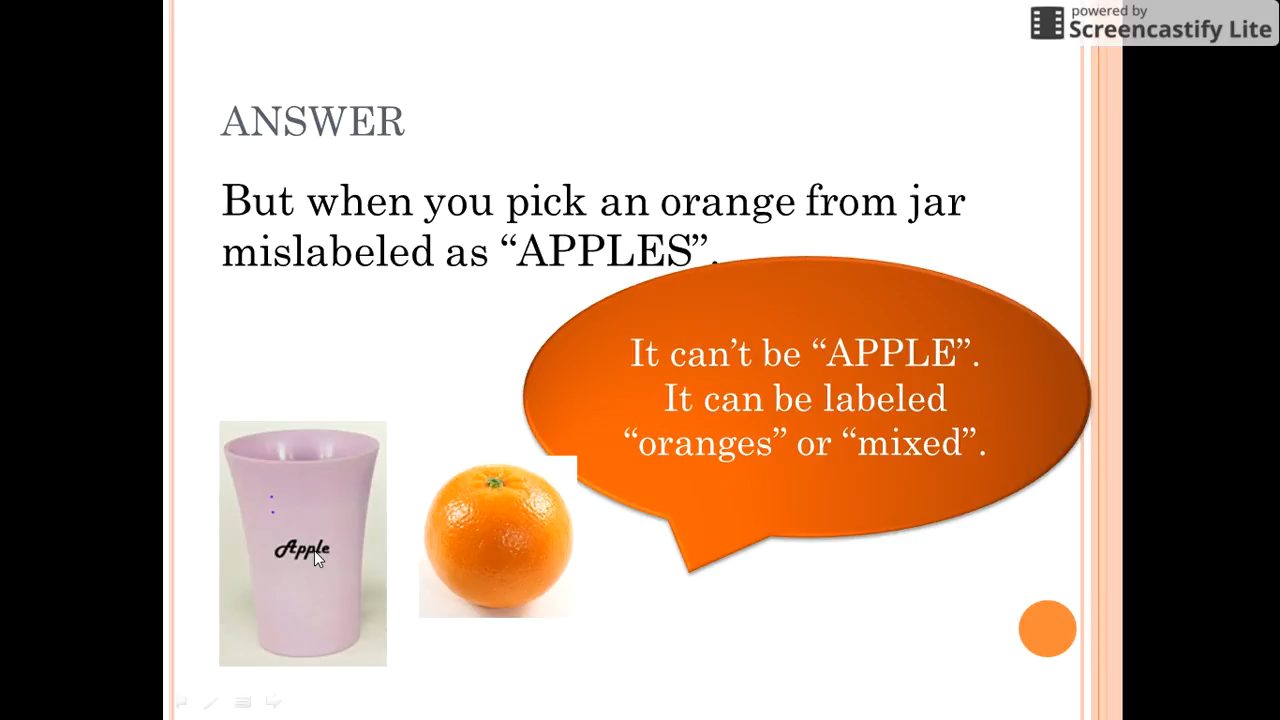 powered by
Screencastify Lite
ANSWER
But when you pick an orange from jar
mislabeled as “APPLES”.
It can’t be “APPLE”.
It can be labeled
“oranges” or “mixed”.
Apple